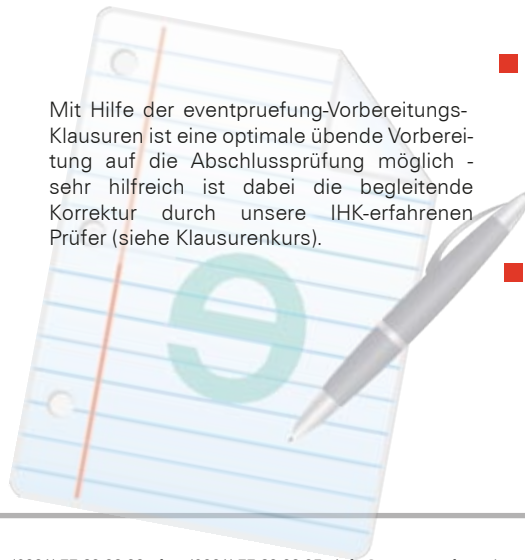 Mit Hilfe der eventpruefung-Vorbereitungs-
Klausuren ist eine optimale übende Vorberei-
tung auf die Abschlussprüfung möglich -
sehr hilfreich ist dabei die begleitende
Korrektur durch unsere IHK-erfahrenen
Prüfer (siehe Klausurenkurs).
e